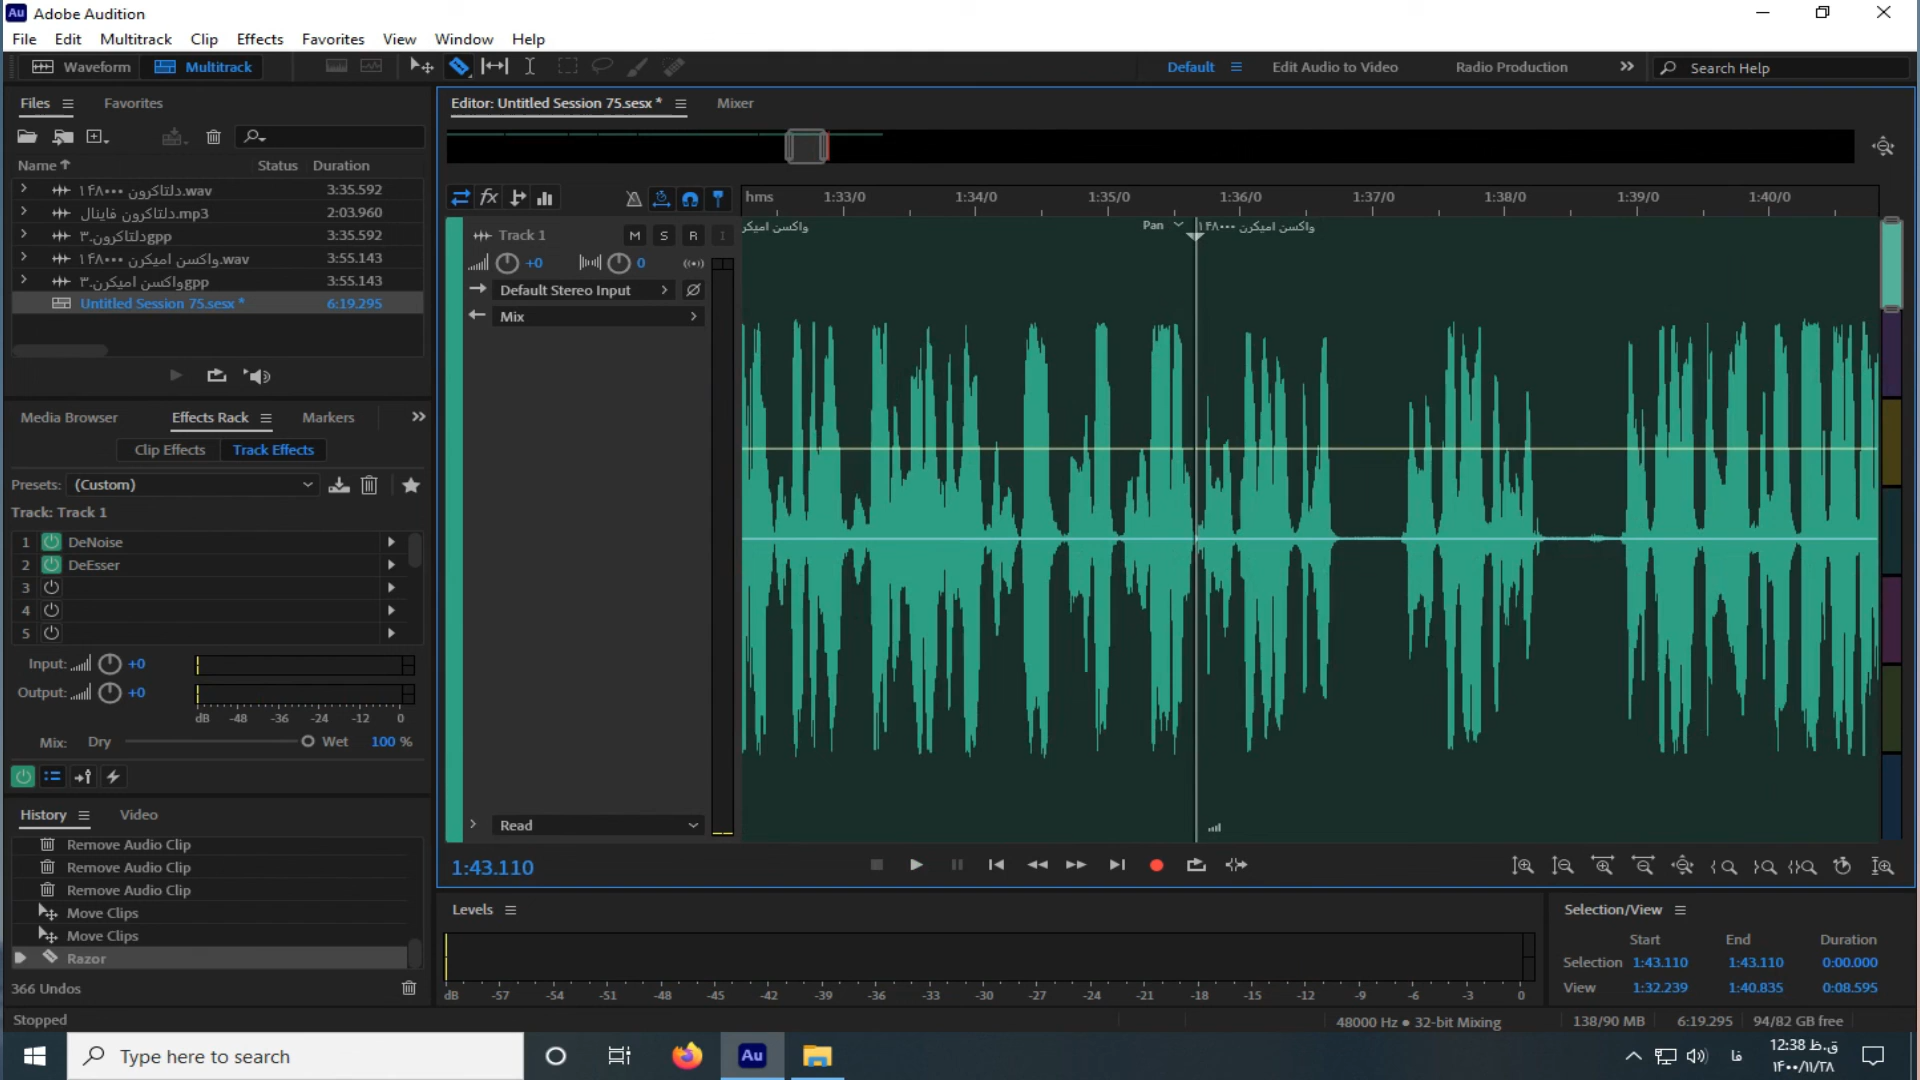 Adobe Audition
File Edit Multitrack Clip Effects Favorites View Window Help
Waveform Multitrack Default Edit Audio to Video Radio Production Search Help
Files Favorites
Name Status Duration
دلتاکرون ۱۴۸۰۰۰.wav 3:35.592
دلتاکرون فاینال.mp3 2:03.960
دلتاکرون.۳gpp 3:35.592
واکسن امیکرن ۱۴۸۰۰۰.wav 3:55.143
واکسن امیکرن.۳gpp 3:55.143
Untitled Session 75.sesx * 6:19.295
Media Browser Effects Rack Markers
Clip Effects Track Effects
Presets: (Custom)
Track: Track 1
1 DeNoise
2 DeEsser
3
4
5
Input: +0
Output: +0
dB -48 -36 -24 -12 0
Mix: Dry Wet 100 %
History Video
Remove Audio Clip
Remove Audio Clip
Remove Audio Clip
Move Clips
Move Clips
Razor
366 Undos
Stopped
Editor: Untitled Session 75.sesx * Mixer
hms 1:33/0 1:34/0 1:35/0 1:36/0 1:37/0 1:38/0 1:39/0 1:40/0
Track 1 M S R I
واکسن امیکر Pan واکسن امیکرن ۱۴۸۰۰۰
+0 0
Default Stereo Input
Mix
Read
1:43.110
Levels
dB -57 -54 -51 -48 -45 -42 -39 -36 -33 -30 -27 -24 -21 -18 -15 -12 -9 -6 -3 0
Selection/View
Start End Duration
Selection 1:43.110 1:43.110 0:00.000
View 1:32.239 1:40.835 0:08.595
48000 Hz ● 32-bit Mixing 138/90 MB 6:19.295 94/82 GB free
Type here to search
Au
فا
12:38 ق.ظ
۱۴۰۰/۱۱/۲۸